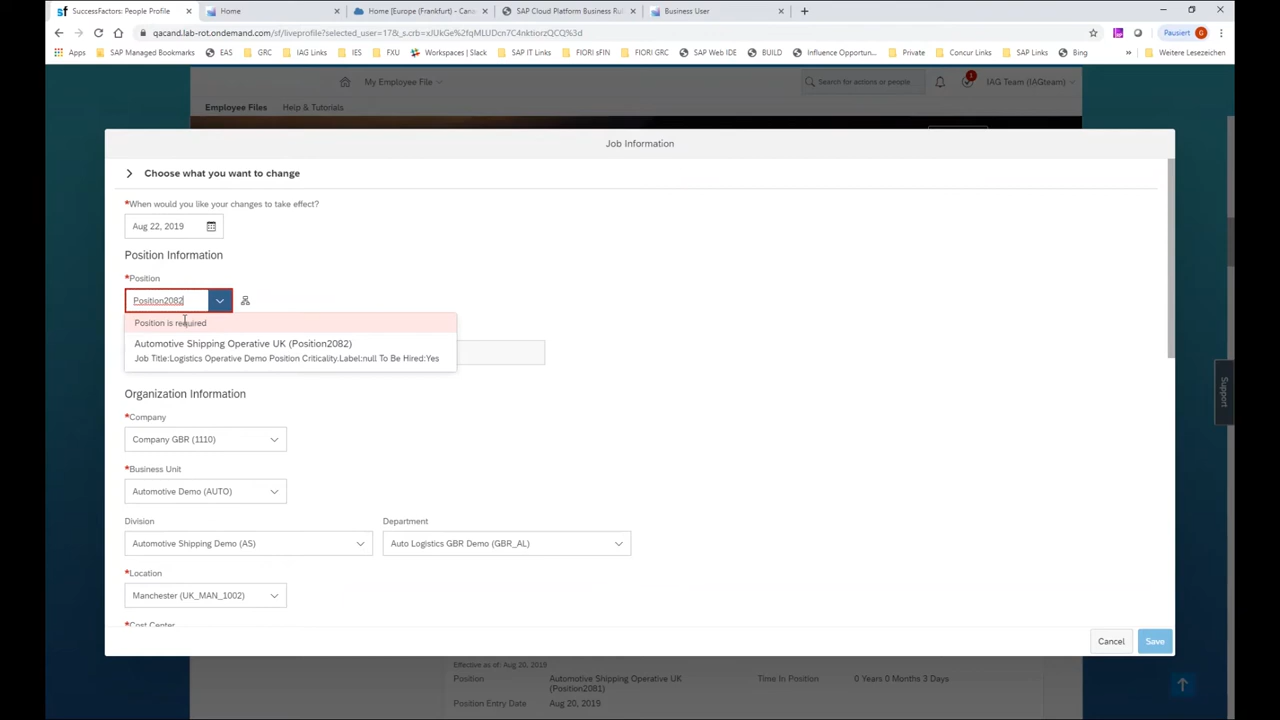 SuccessFactors: People Profile
Home
Home [Europe (Frankfurt) - Cana
SAP Cloud Platform Business Ru
Business User
qacand.lab-rot.ondemand.com/sf/liveprofile?selected_user=17&_s.crb=
Pausiert
G
Apps
SAP Managed Bookmarks
EAS
GRC
IAG Links
IES
FXU
Workspaces | Slack
SAP IT Links
FIORI sFIN
FIORI GRC
SAP Web IDE
BUILD
Influence Opportun...
Private
Concur Links
SAP Links
Bing
»
Weitere Lesezeichen
My Employee File
Search for actions or people
1
IAG Team (IAGteam)
Employee Files
Help & Tutorials
Job Information
Choose what you want to change
*When would you like your changes to take effect?
Aug 22, 2019
Position Information
*Position
Position2082
Position is required
Automotive Shipping Operative UK (Position2082)
Job Title:Logistics Operative Demo Position Criticality.Label:null To Be Hired:Yes
Organization Information
*Company
Company GBR (1110)
*Business Unit
Automotive Demo (AUTO)
Division
Department
Automotive Shipping Demo (AS)
Auto Logistics GBR Demo (GBR_AL)
*Location
Manchester (UK_MAN_1002)
*Cost Center
Cancel
Save
Support
Effective as of: Aug 20, 2019
Position
Automotive Shipping Operative UK
(Position2081)
Time In Position
0 Years 0 Months 3 Days
Position Entry Date
Aug 20, 2019